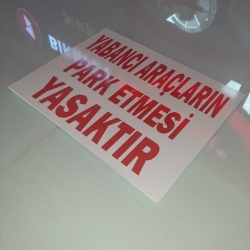 YABANCI ARAÇLARIN
PARK ETMESİ
YASAKTIR